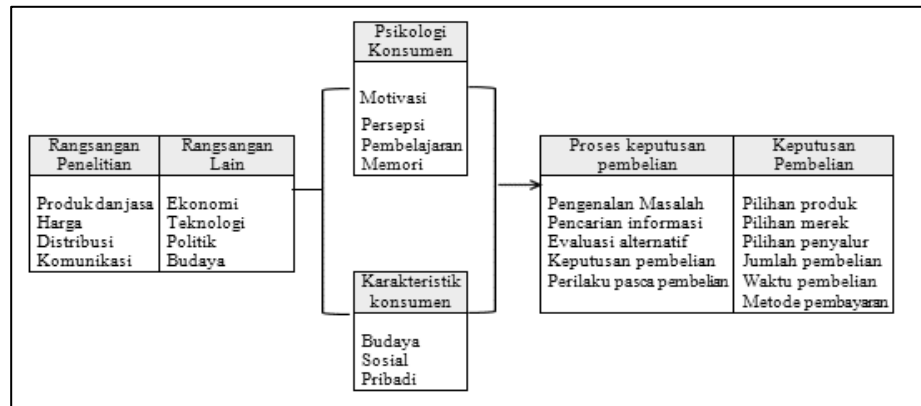 Psikologi
Konsumen
Motivasi
Persepsi
Pembelajaran
Memori
Rangsangan
Penelitian
Produk danjasa
Harga
Distribusi
Komunikasi
Rangsangan
Lain
Ekonomi
Teknologi
Politik
Budaya
Karakteristik
konsumen
Budaya
Sosial
Pribadi
Proses keputusan
pembelian
Pengenalan Masalah
Pencarian informasi
Evaluasi alternatif
Keputusan pembelian
Perilaku pasca pembelian
Keputusan
Pembelian
Pilihan produk
Pilihan merek
Pilihan penyalur
Jumlah pembelian
Waktu pembelian
Metode pembayaran